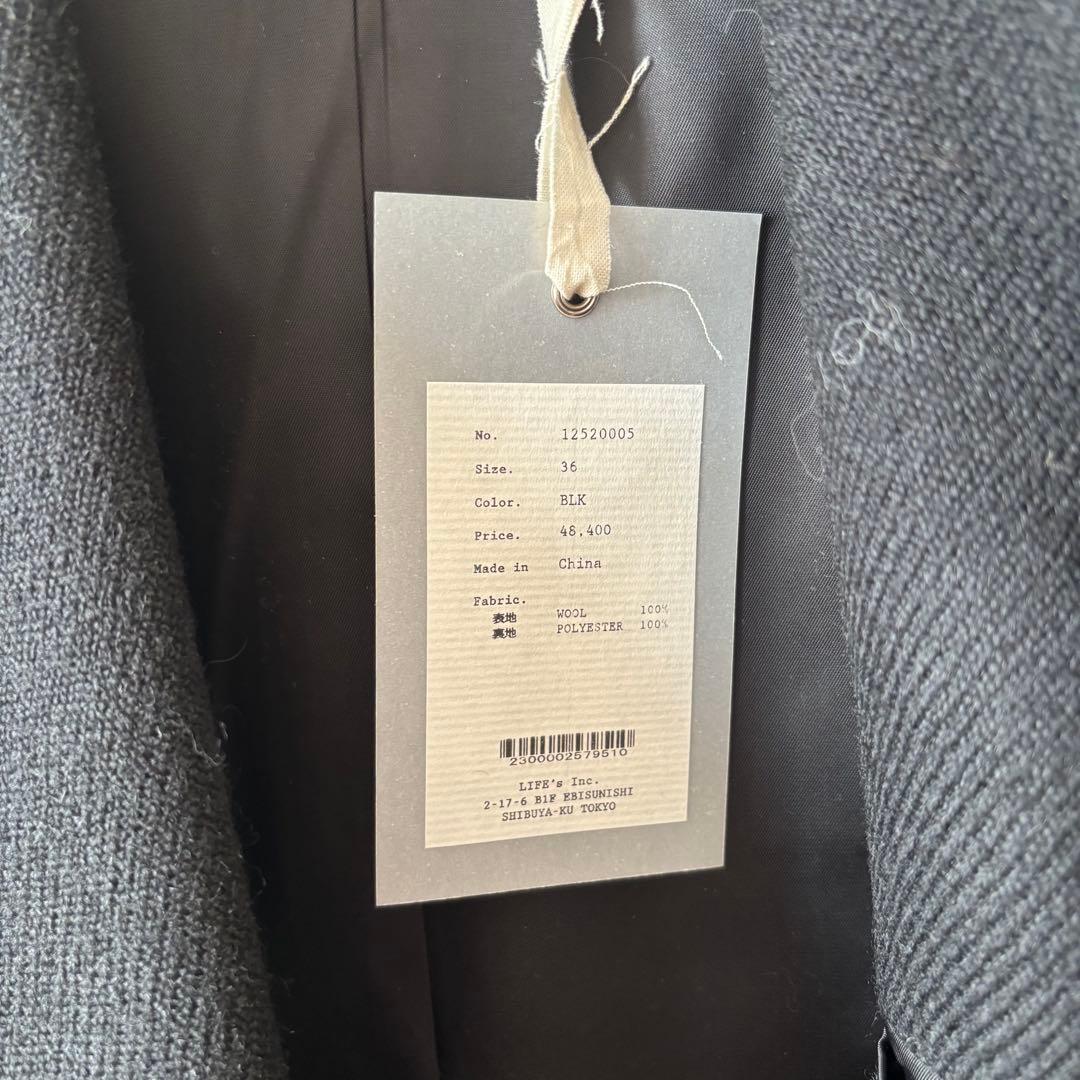 No. 12520005
Size. 36
Color. BLK
Price. 48,400
Made in China
Fabric.
表地 WOOL 100%
裏地 POLYESTER 100%
2300002579510
LIFE's Inc.
2-17-6 B1F EBISUNISHI
SHIBUYA-KU TOKYO